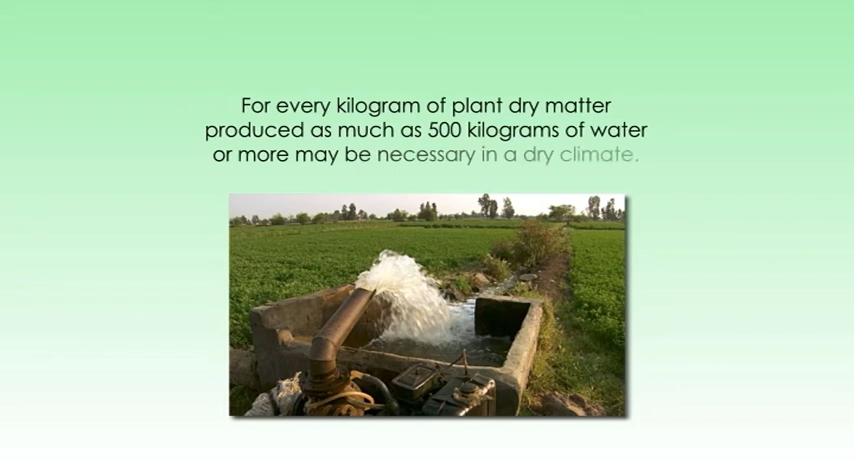 For every kilogram of plant dry matter
produced as much as 500 kilograms of water
or more may be necessary in a dry climate.